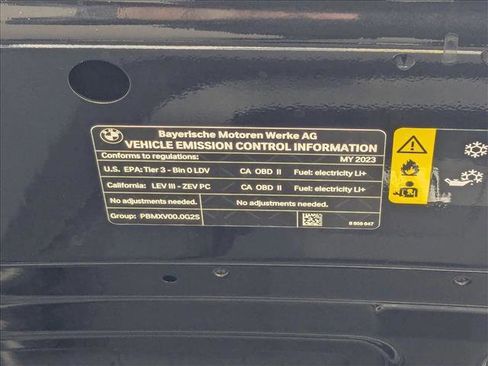 BMW
Bayerische Motoren Werke AG
VEHICLE EMISSION CONTROL INFORMATION
Conforms to regulations: MY 2023
U.S. EPA: Tier 3 - Bin 0 LDV CA OBD II Fuel: electricity LI+
California: LEV III - ZEV PC CA OBD II Fuel: electricity LI+
No adjustments needed. No adjustments needed.
Group: PBMXV00.0G2S